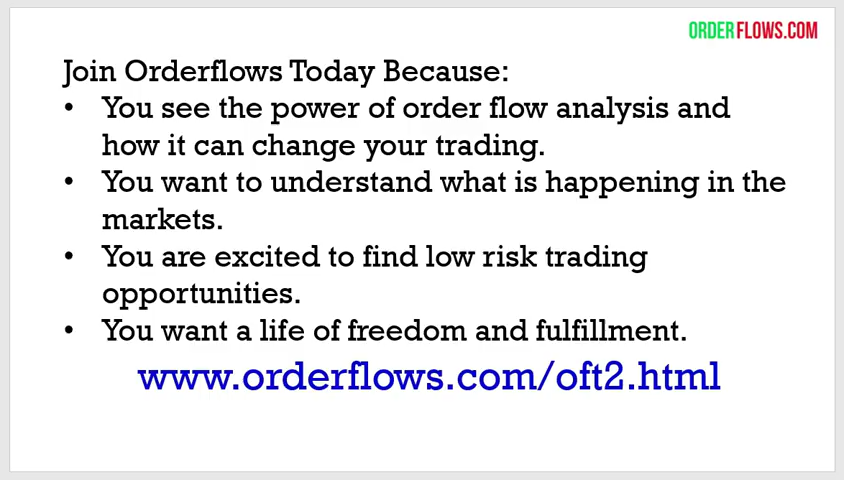 ORDERFLOWS.COM
Join Orderflows Today Because:
• You see the power of order flow analysis and
how it can change your trading.
• You want to understand what is happening in the
markets.
• You are excited to find low risk trading
opportunities.
• You want a life of freedom and fulfillment.
www.orderflows.com/oft2.html